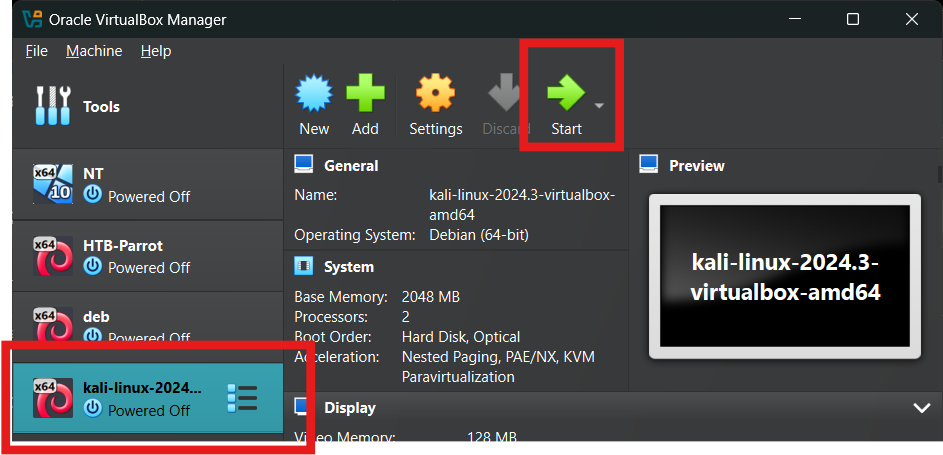 Oracle VirtualBox Manager
File Machine Help
Tools
New Add Settings Discard Start
x64 10 NT
Powered Off
x64 HTB-Parrot
Powered Off
x64 deb
Powered Off
x64 kali-linux-2024...
Powered Off
General
Name: kali-linux-2024.3-virtualbox-
amd64
Operating System: Debian (64-bit)
System
Base Memory: 2048 MB
Processors: 2
Boot Order: Hard Disk, Optical
Acceleration: Nested Paging, PAE/NX, KVM
Paravirtualization
Display
Video Memory: 128 MB
Preview
kali-linux-2024.3-
virtualbox-amd64